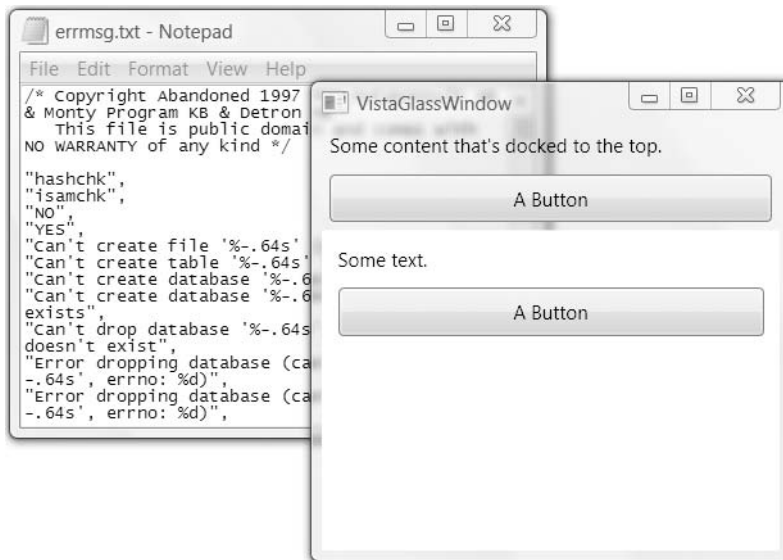 errmsg.txt - Notepad
File Edit Format View Help
/* Copyright Abandoned 1997
& Monty Program KB & Detron
This file is public domai and comes with
NO WARRANTY of any kind */
"hashchk",
"isamchk",
"NO",
"YES",
"Can't create file '%-.64s'
"Can't create table '%-.64s'
"Can't create database '%-.6
"Can't create database '%-.6
exists",
"Can't drop database '%-.64s
doesn't exist",
"Error dropping database (ca
-.64s', errno: %d)",
"Error dropping database (ca
-.64s', errno: %d)",
VistaGlassWindow
Some content that's docked to the top.
A Button
Some text.
A Button